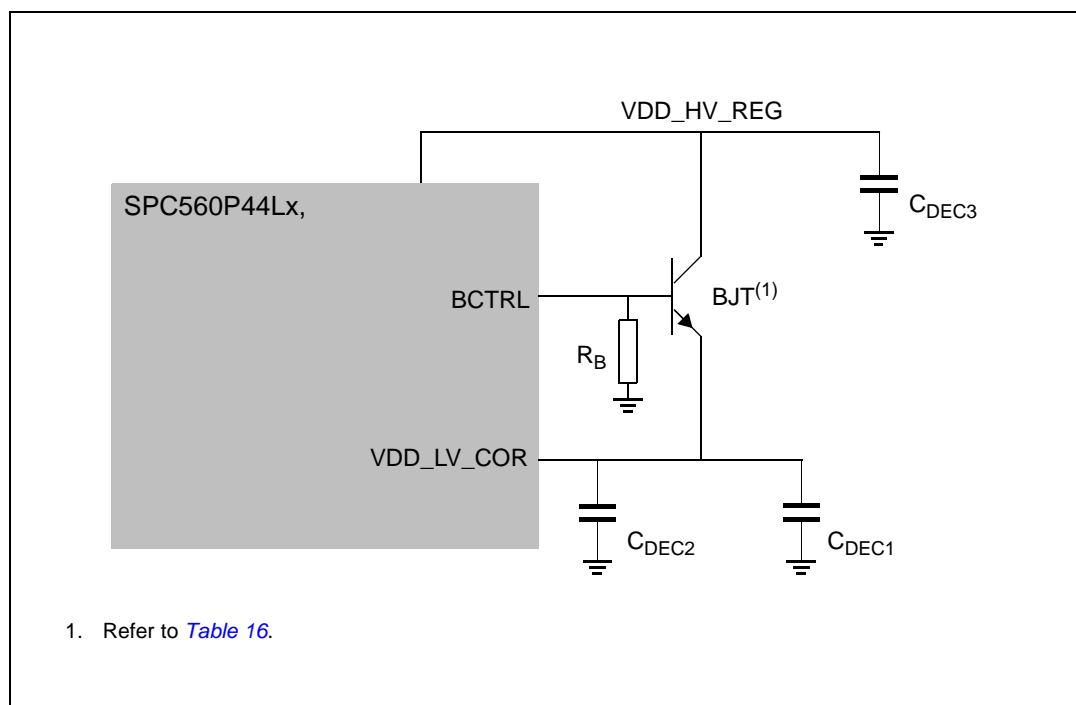 VDD_HV_REG
SPC560P44Lx,
CDEC3
BCTRL
BJT(1)
RB
VDD_LV_COR
CDEC2
CDEC1
1. Refer to Table 16.